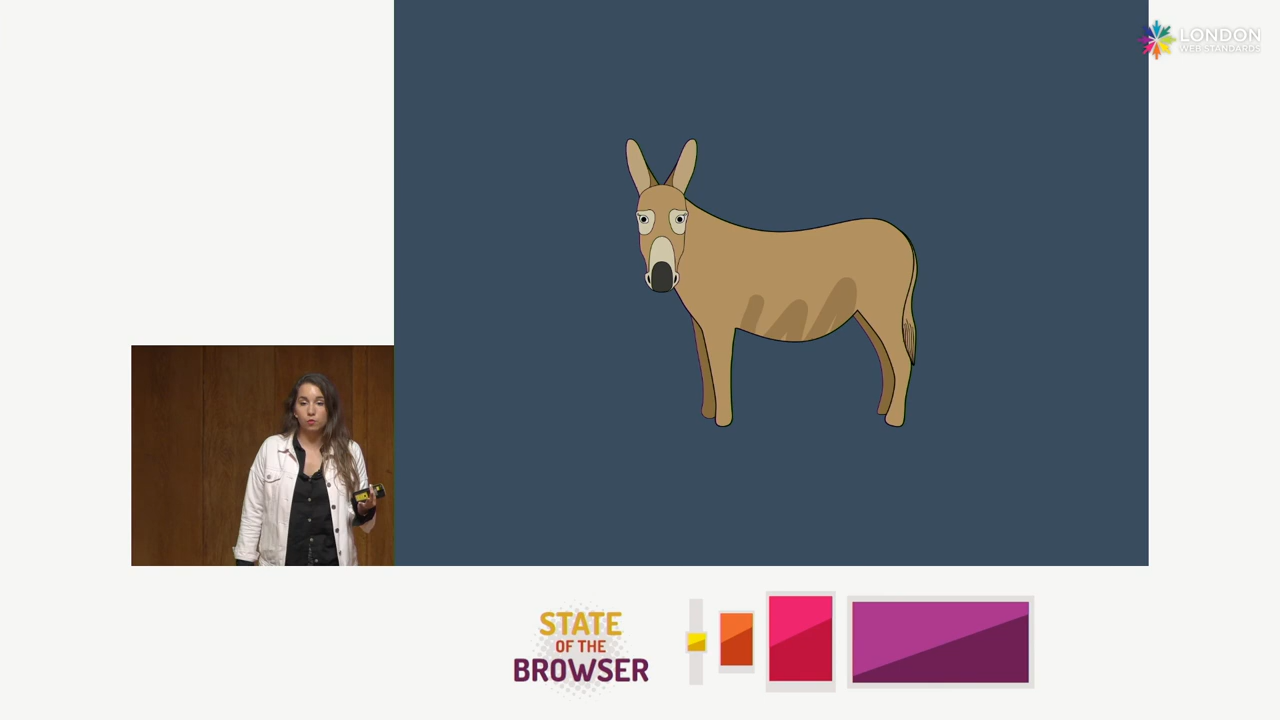 LONDON
WEB STANDARDS
STATE
OF THE
BROWSER